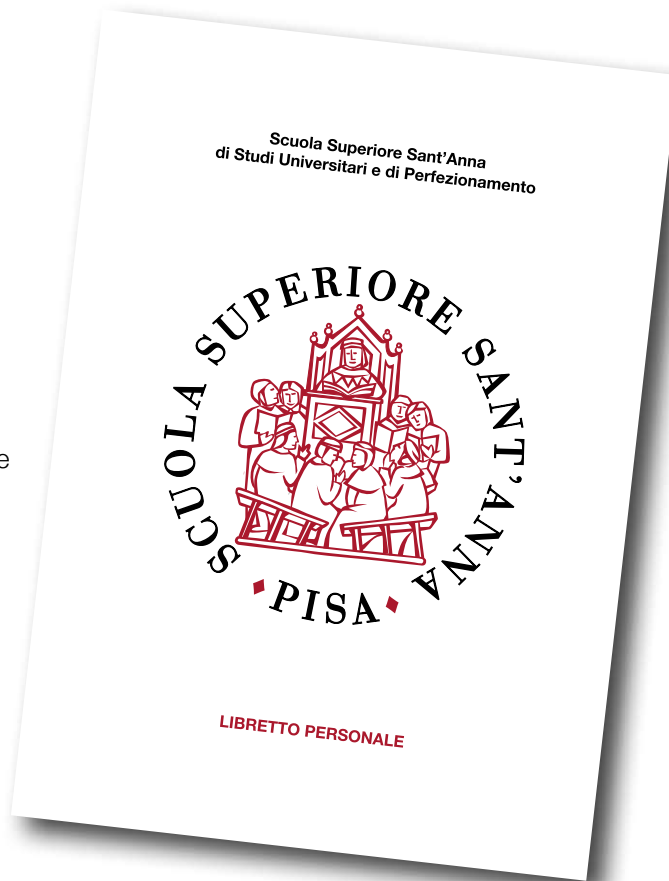 Scuola Superiore Sant’Anna
di Studi Universitari e di Perfezionamento
SCUOLA SUPERIORE SANT’ANNA
PISA
LIBRETTO PERSONALE